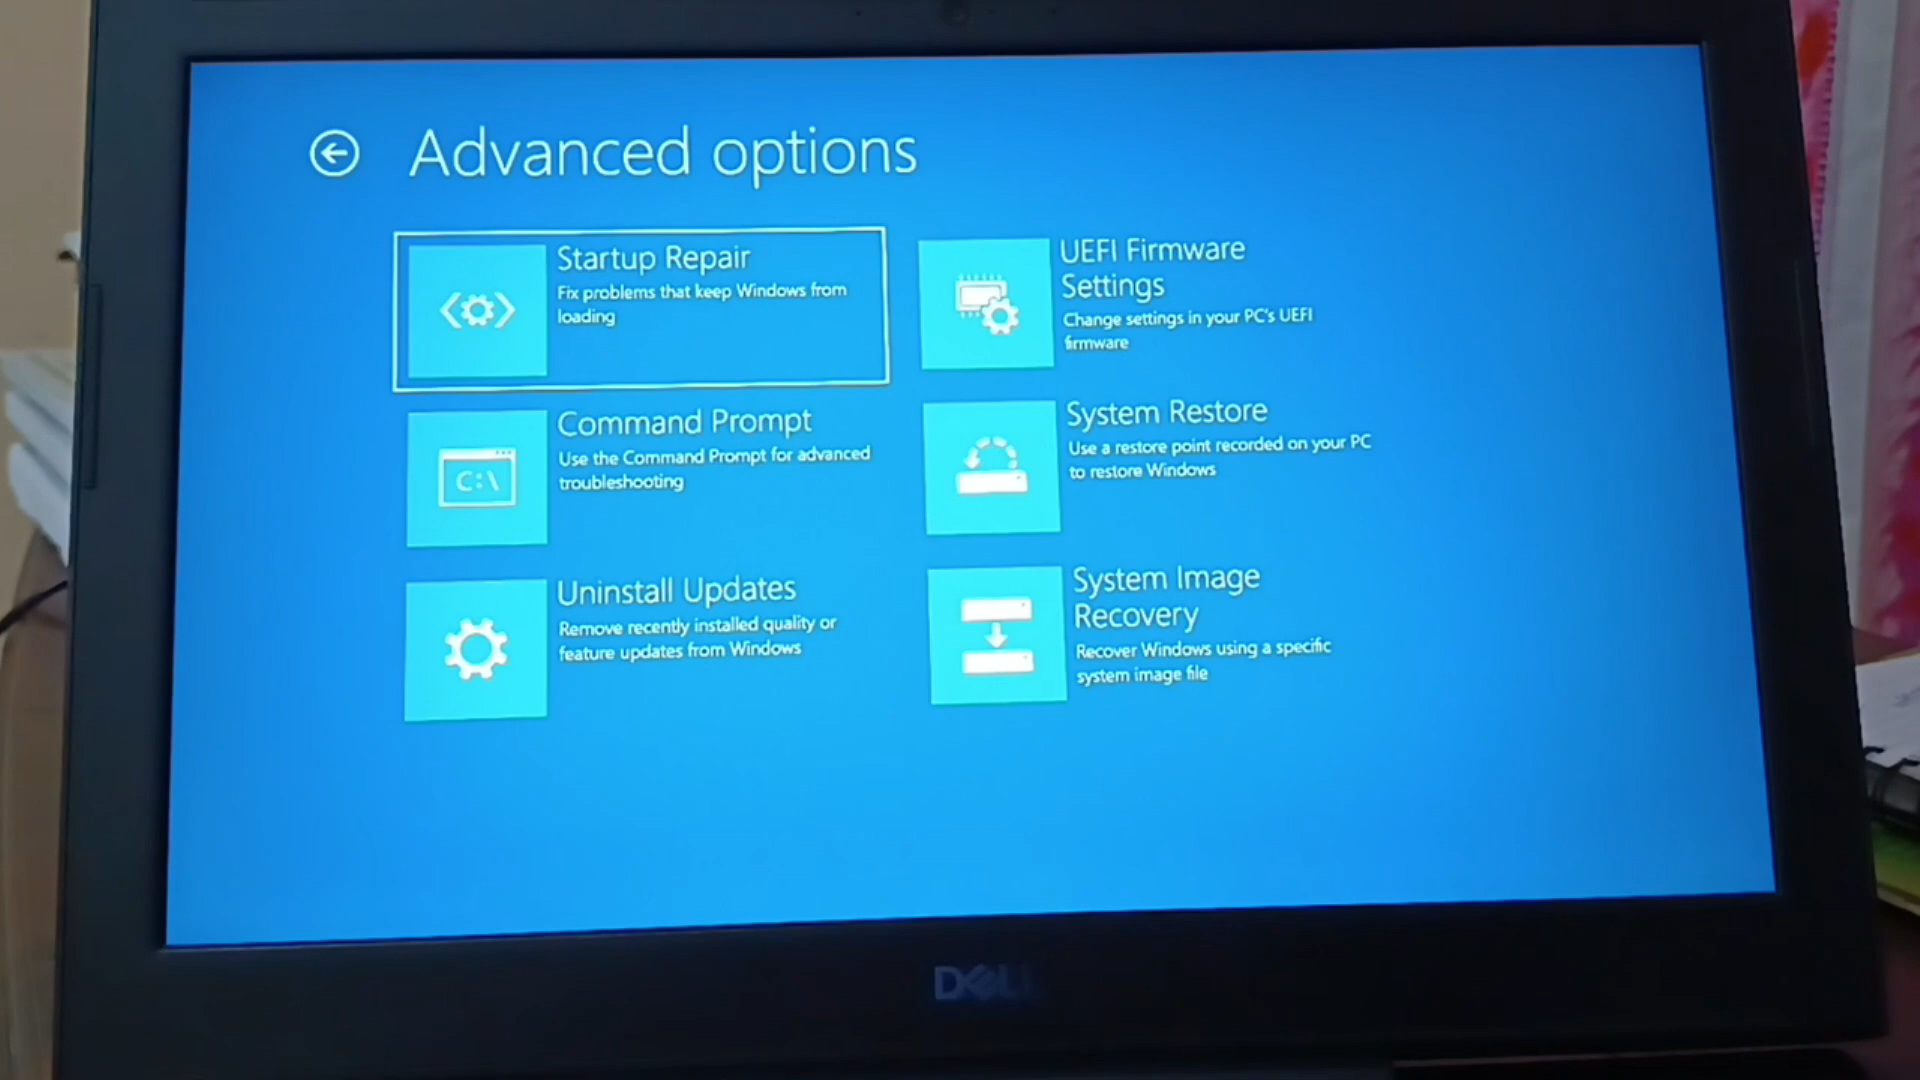 Advanced options
Startup Repair
Fix problems that keep Windows from
loading
Command Prompt
Use the Command Prompt for advanced
troubleshooting
C:\
Uninstall Updates
Remove recently installed quality or
feature updates from Windows
UEFI Firmware
Settings
Change settings in your PC's UEFI
firmware
System Restore
Use a restore point recorded on your PC
to restore Windows
System Image
Recovery
Recover Windows using a specific
system image file
DELL